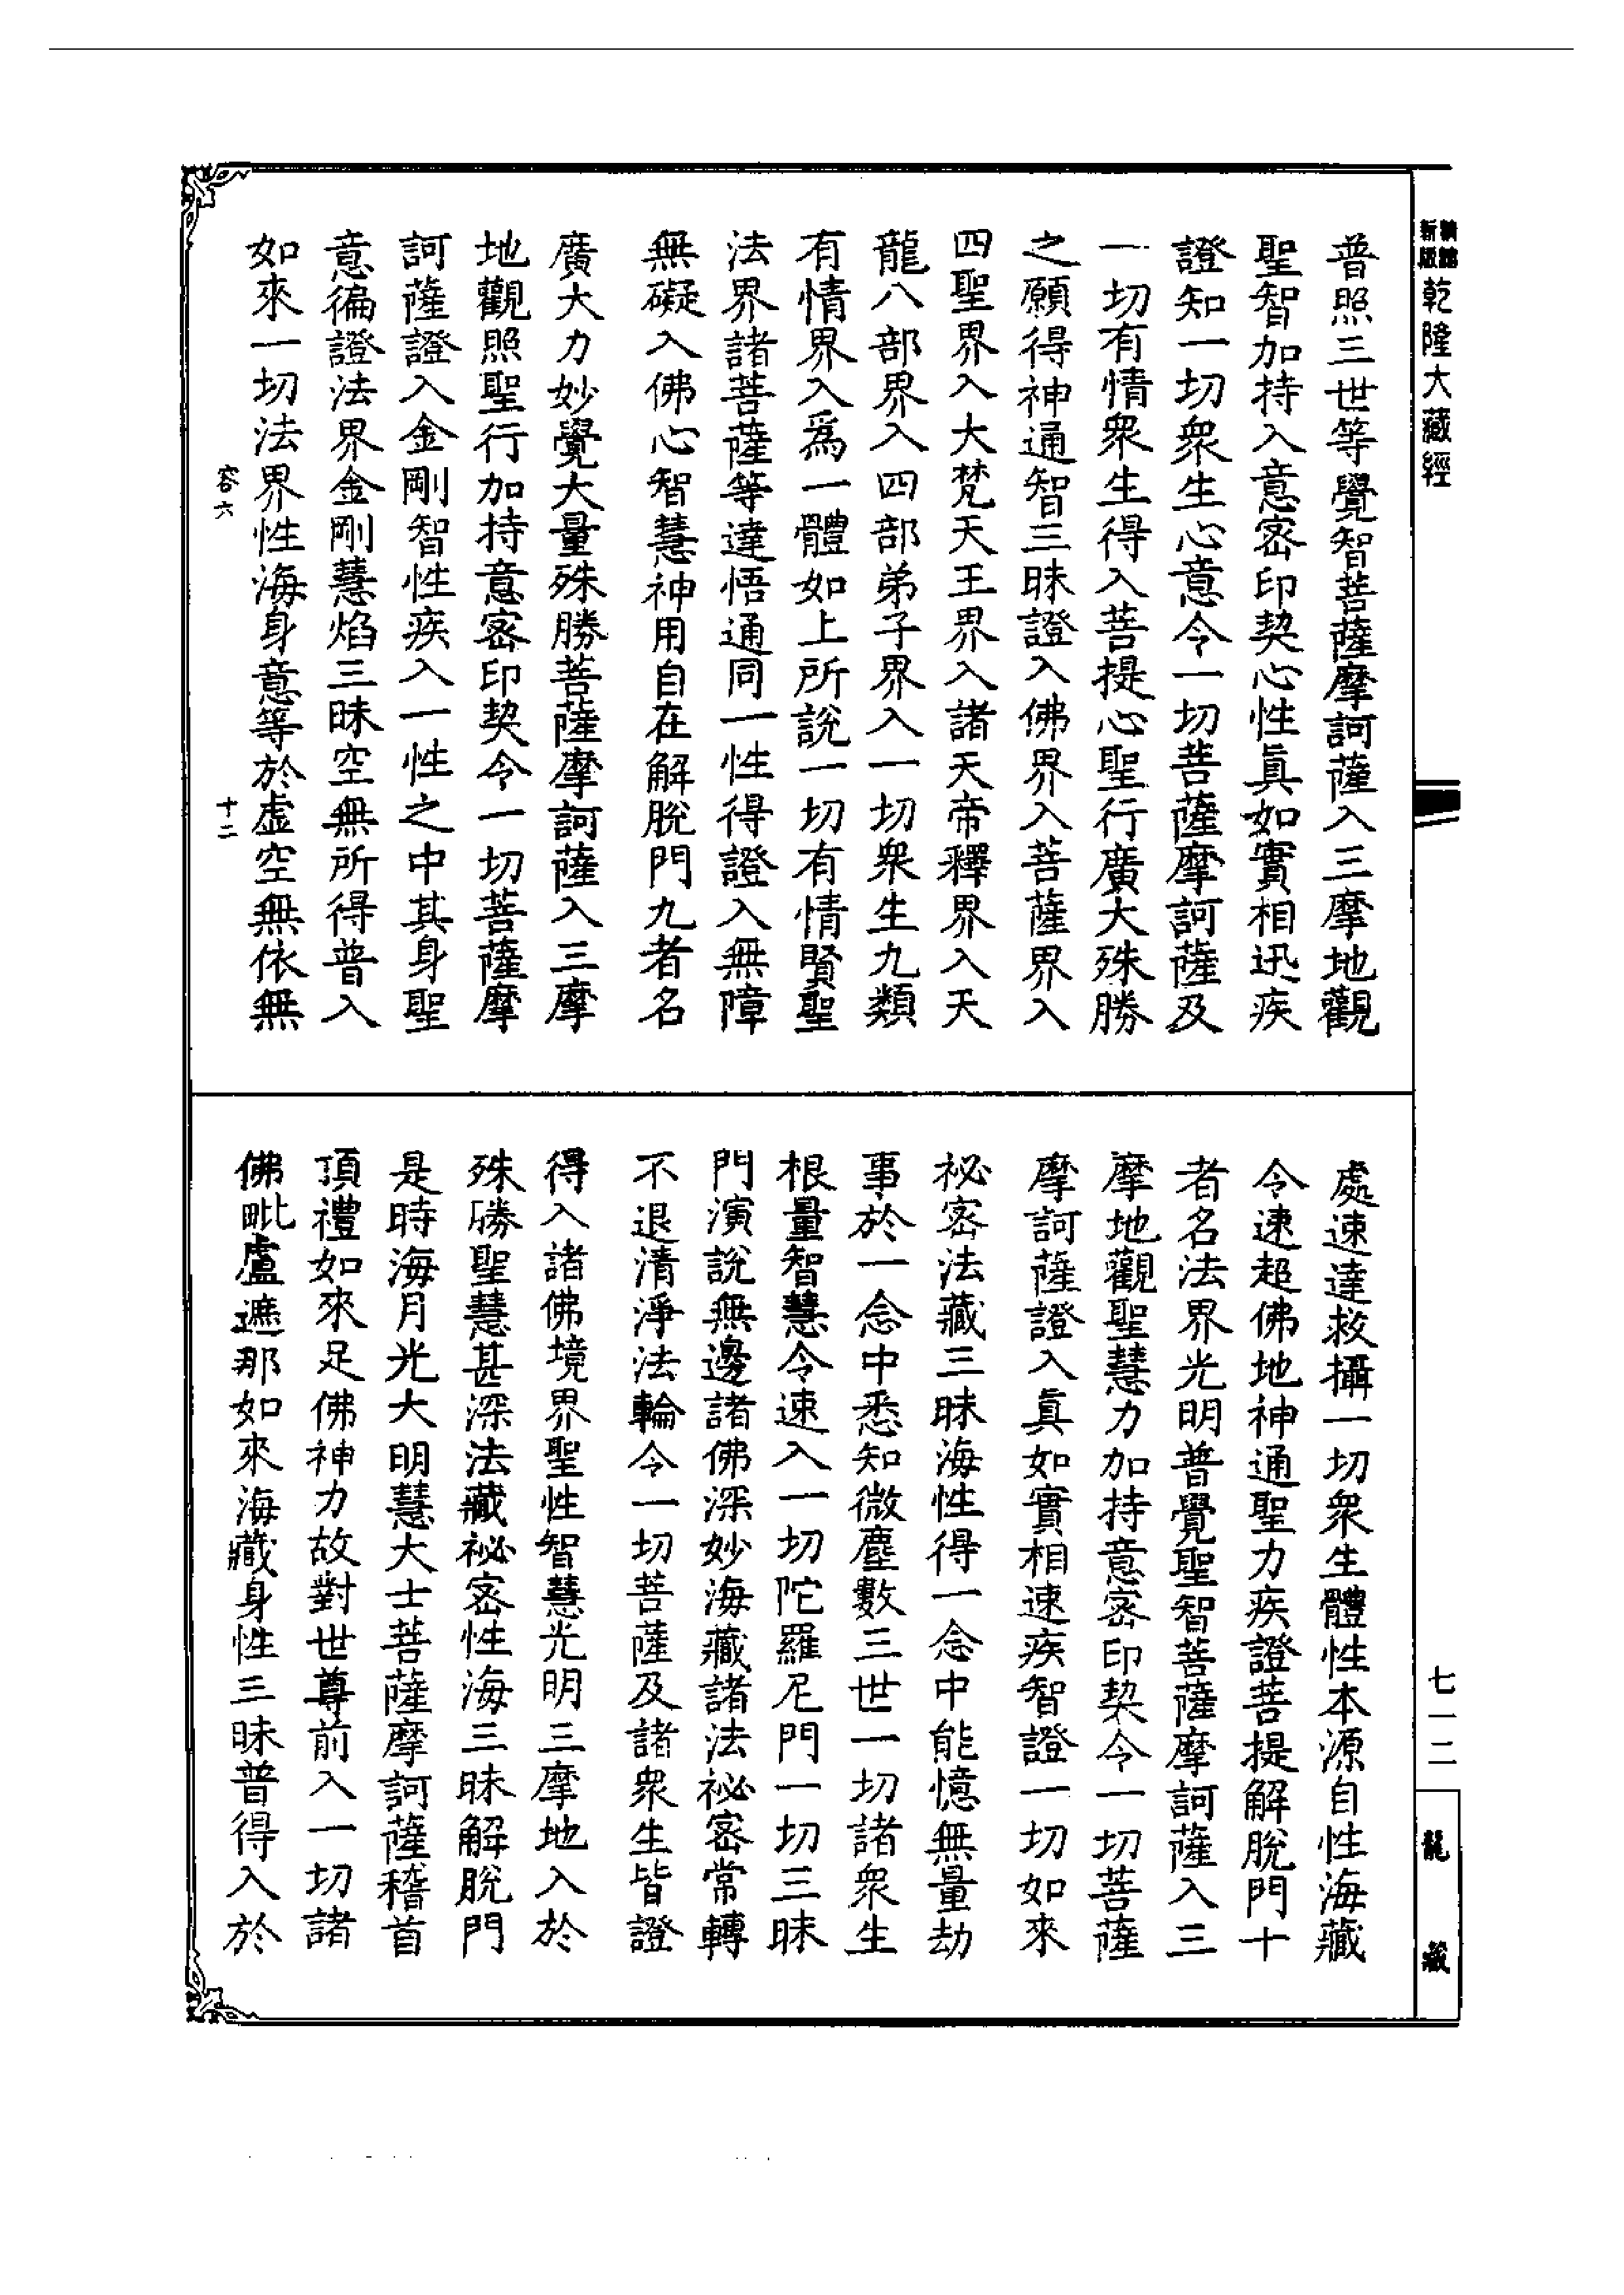 新版
乾隆大藏經
普照三世等覺智菩薩摩訶薩入三摩地觀
聖智加持入意密印契心性真如實相迅疾
證知一切衆生心意令一切菩薩摩訶薩及
一切有情衆生得入菩提心聖行廣大殊勝
之願得神通智三昧證入佛界入菩薩界入
四聖界入大梵天王界入諸天帝釋界入天
龍八部界入四部弟子界入一切衆生九類
有情界入爲一體如上所說一切有情賢聖
法界諸菩薩等達悟通同一性得證入無障
無礙入佛心智慧神用自在解脫門九者名
廣大力妙覺大量殊勝菩薩摩訶薩入三摩
地觀照聖行加持意密印契令一切菩薩摩
訶薩證入金剛智性疾入一性之中其身聖
意徧證法界金剛慧焰三昧空無所得普入
如來一切法界性海身意等於虛空無依無
容六
十二
處速達救攝一切衆生體性本源自性海藏
令速超佛地神通聖力疾證菩提解脫門十
者名法界光明普覺聖智菩薩摩訶薩入三
摩地觀聖慧力加持意密印契令一切菩薩
摩訶薩證入真如實相速疾智證一切如來
祕密法藏三昧海性得一念中能憶無量劫
事於一念中悉知微塵數三世一切諸衆生
根量智慧令速入一切陀羅尼門一切三昧
門演說無邊諸佛深妙海藏諸法祕密常轉
不退清淨法輪令一切菩薩及諸衆生皆證
得入諸佛境界聖性智慧光明三摩地入於
殊勝聖慧甚深法藏祕密性海三昧解脫門
是時海月光大明慧大士菩薩摩訶薩稽首
頂禮如來足佛神力故對世尊前入一切諸
佛毗盧遮那如來海藏身性三昧普得入於
七一二
龍藏